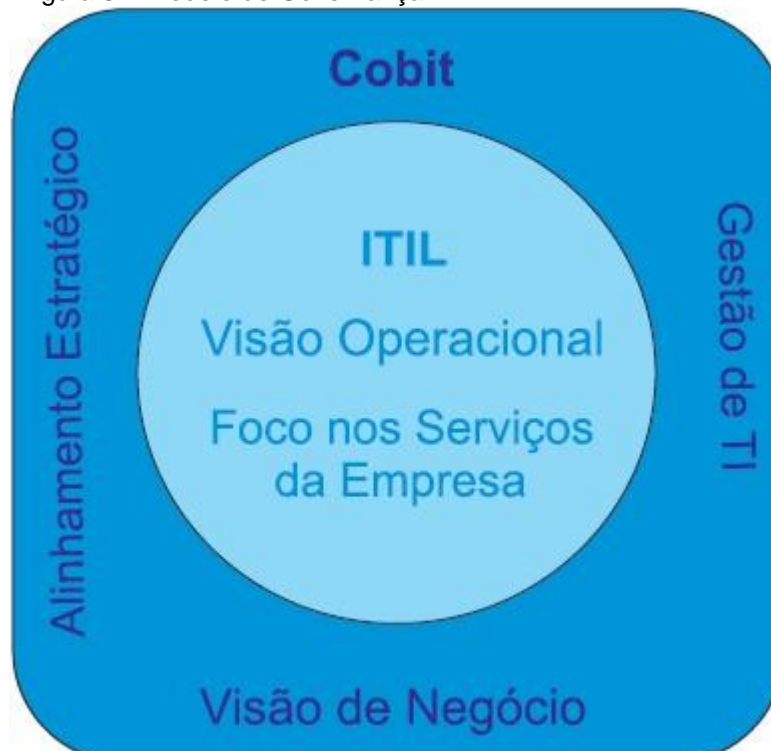 Cobit
Alinhamento Estratégico
ITIL
Visão Operacional
Foco nos Serviços
da Empresa
Gestão de TI
Visão de Negócio